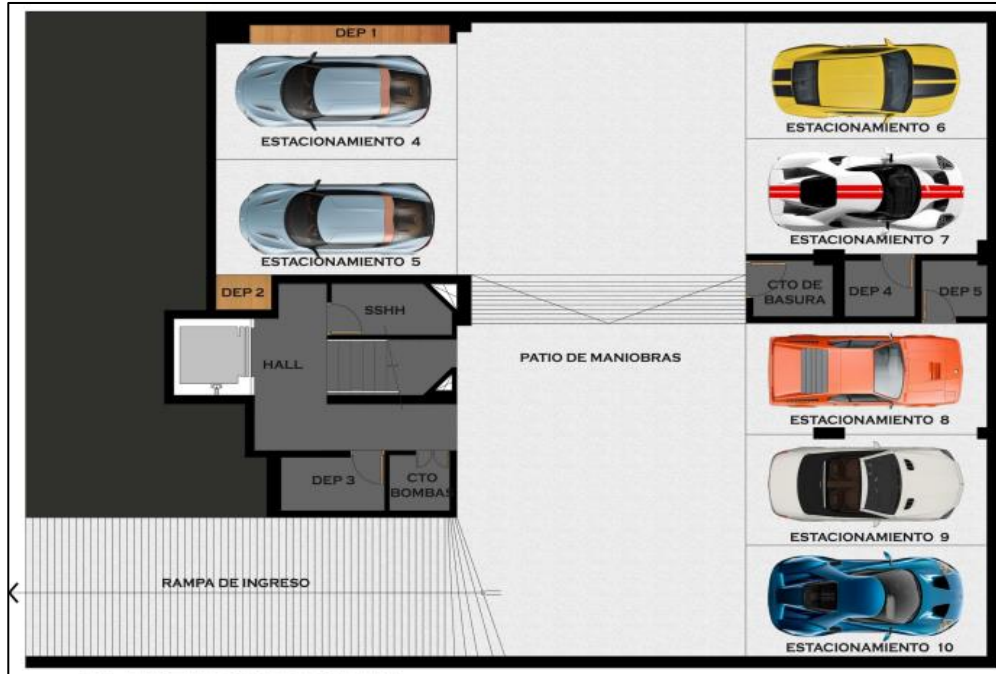 DEP 1
ESTACIONAMIENTO 4
ESTACIONAMIENTO 5
ESTACIONAMIENTO 6
ESTACIONAMIENTO 7
DEP 2
SSHH
HALL
CTO DE
BASURA
DEP 4
DEP 5
PATIO DE MANIOBRAS
ESTACIONAMIENTO 8
DEP 3
CTO
BOMBAS
ESTACIONAMIENTO 9
RAMPA DE INGRESO
ESTACIONAMIENTO 10